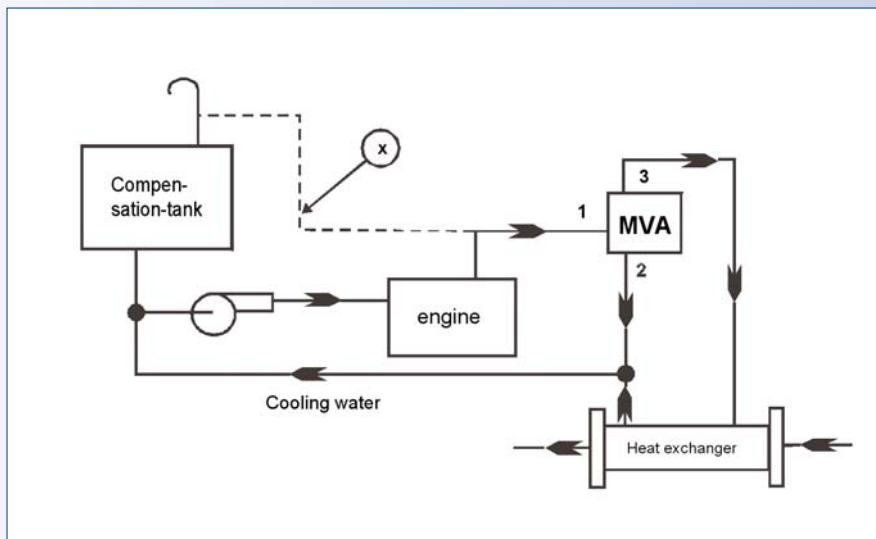 Compen-
sation-tank
x
3
1
MVA
2
engine
Cooling water
Heat exchanger